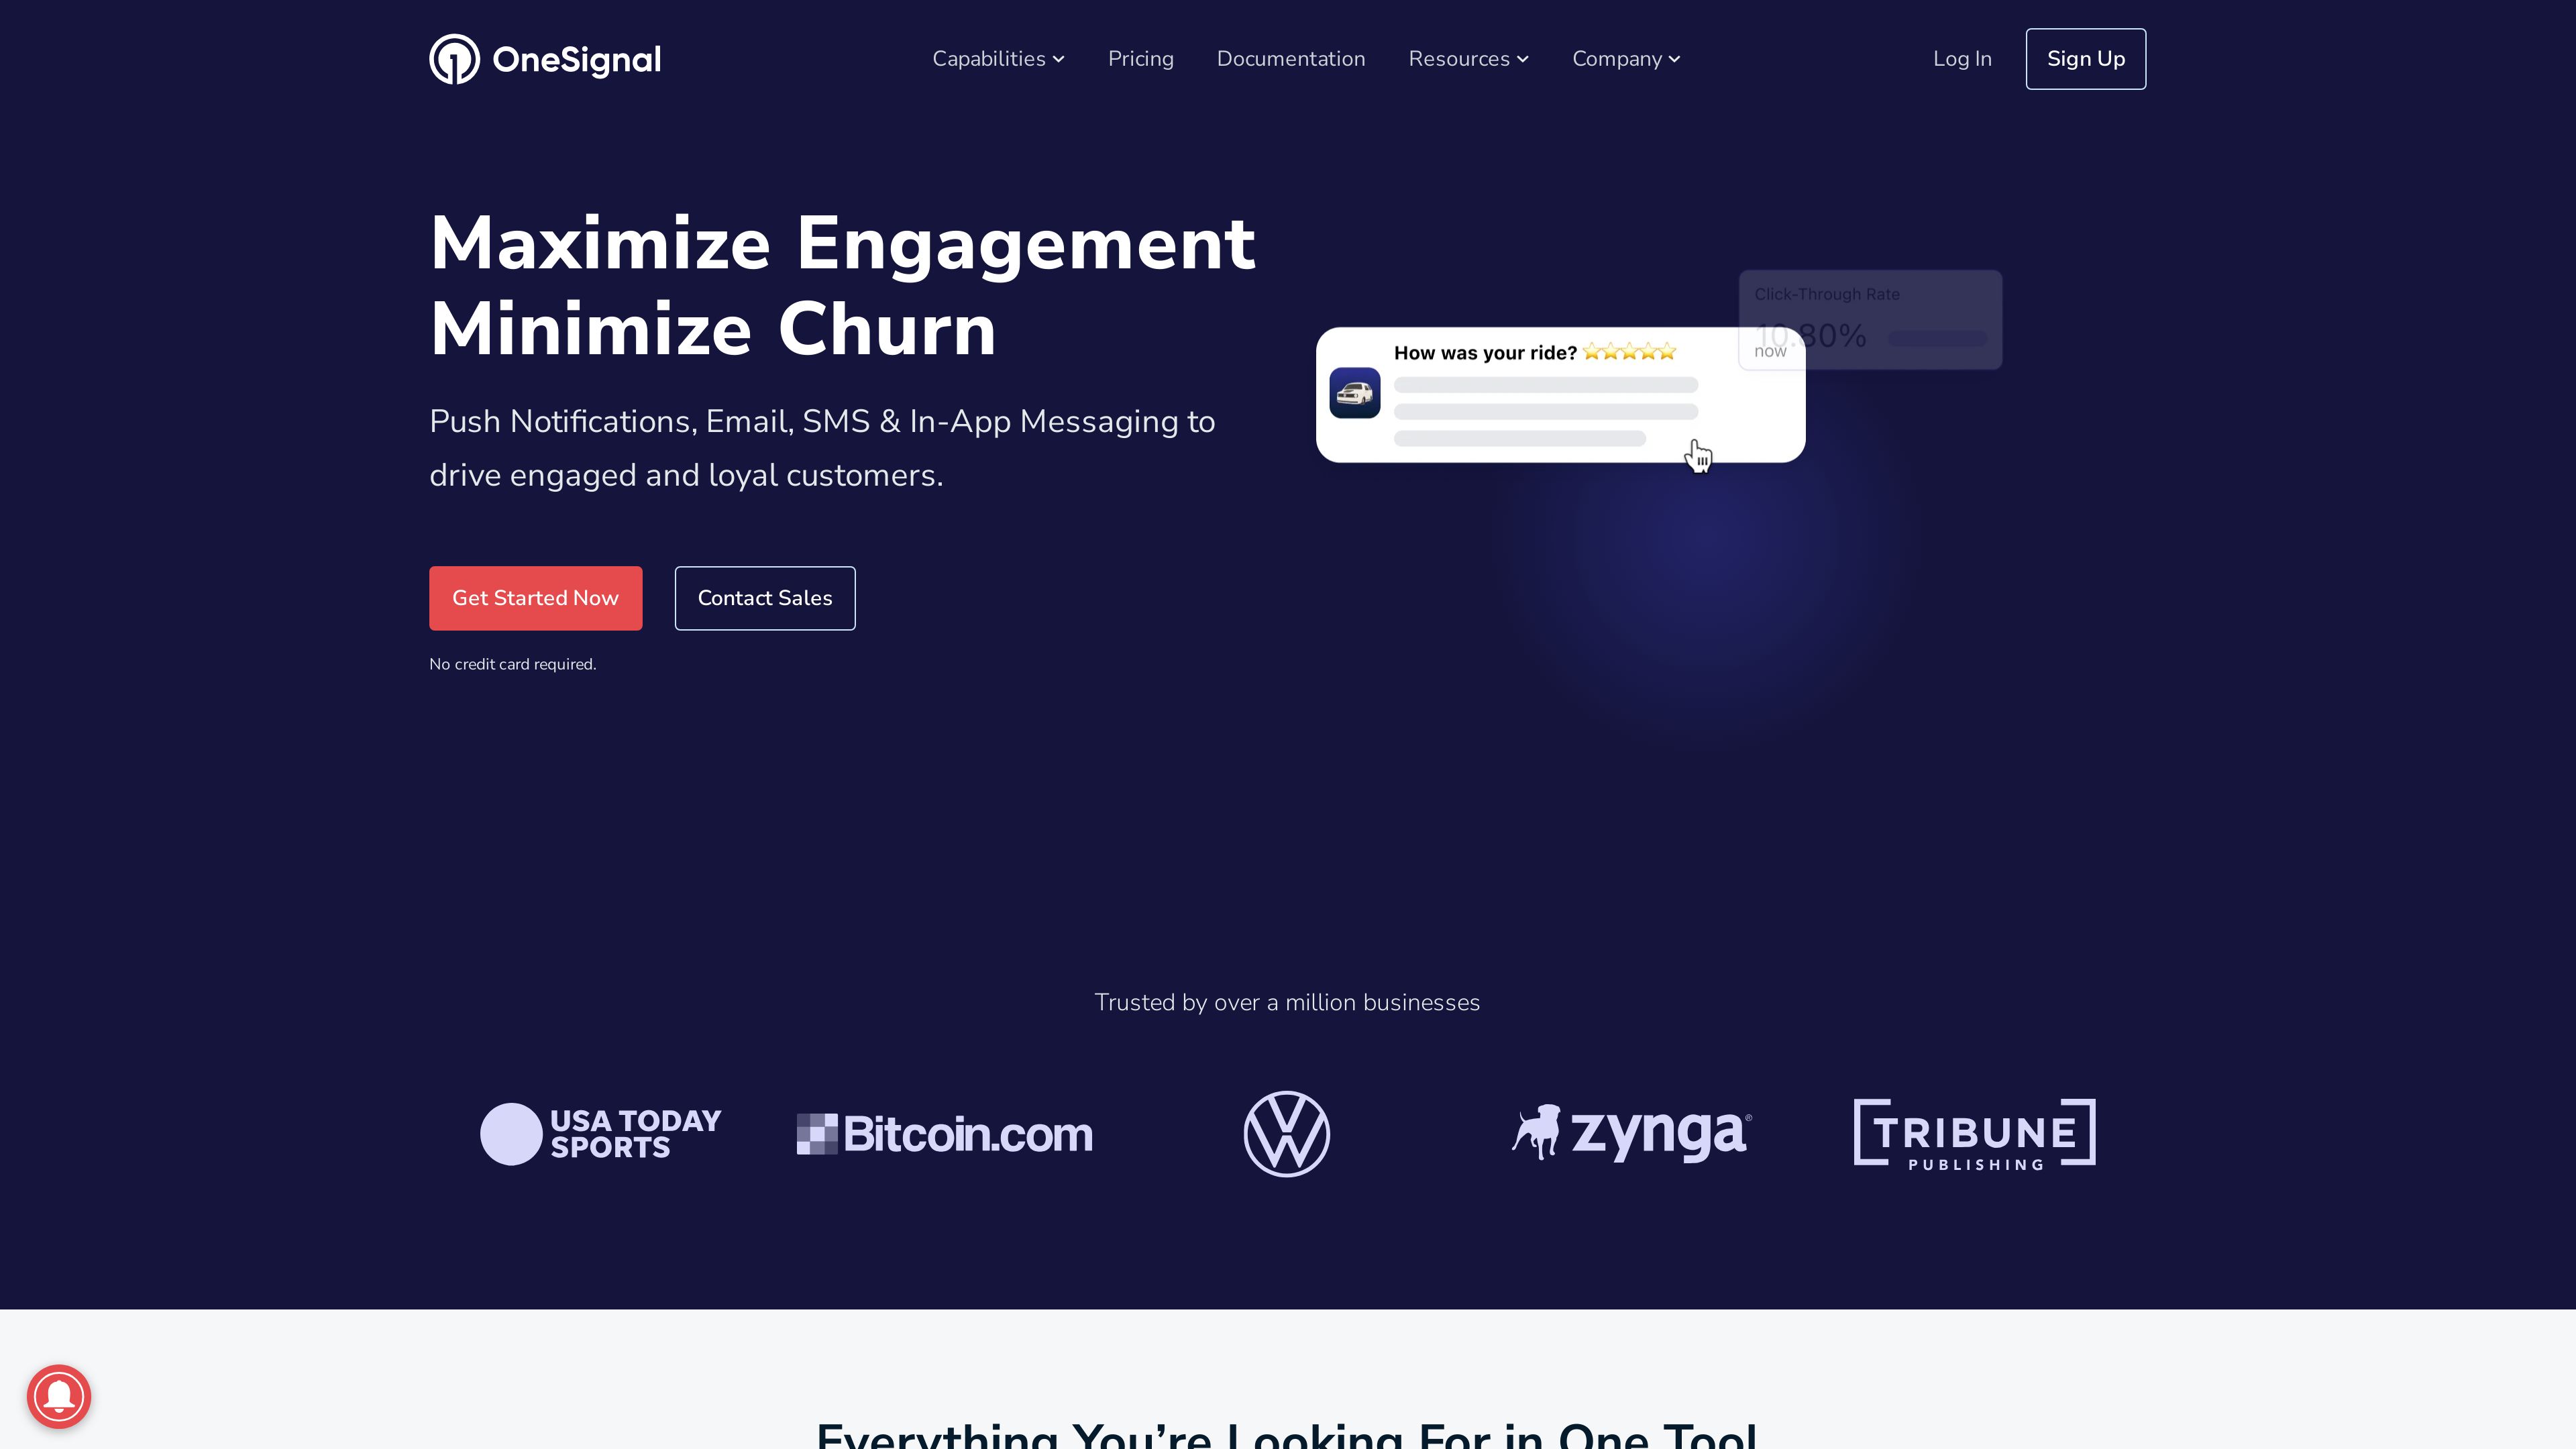 OneSignal
Capabilities
Pricing
Documentation
Resources
Company
Log In
Sign Up
Maximize Engagement
Minimize Churn
Push Notifications, Email, SMS & In-App Messaging to
drive engaged and loyal customers.
Get Started Now
Contact Sales
No credit card required.
Click-Through Rate
10.80%
How was your ride? ⭐⭐⭐⭐⭐
now
Trusted by over a million businesses
USA TODAY
SPORTS
Bitcoin.com
zynga®
TRIBUNE
PUBLISHING
Everything You’re Looking For in One Tool